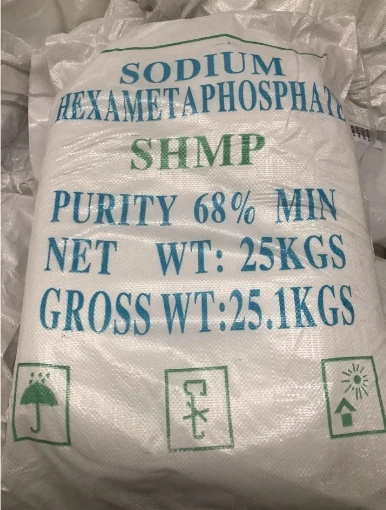 SODIUM
HEXAMETAPHOSPHATE
SHMP
PURITY 68% MIN
NET WT: 25KGS
GROSS WT:25.1KGS